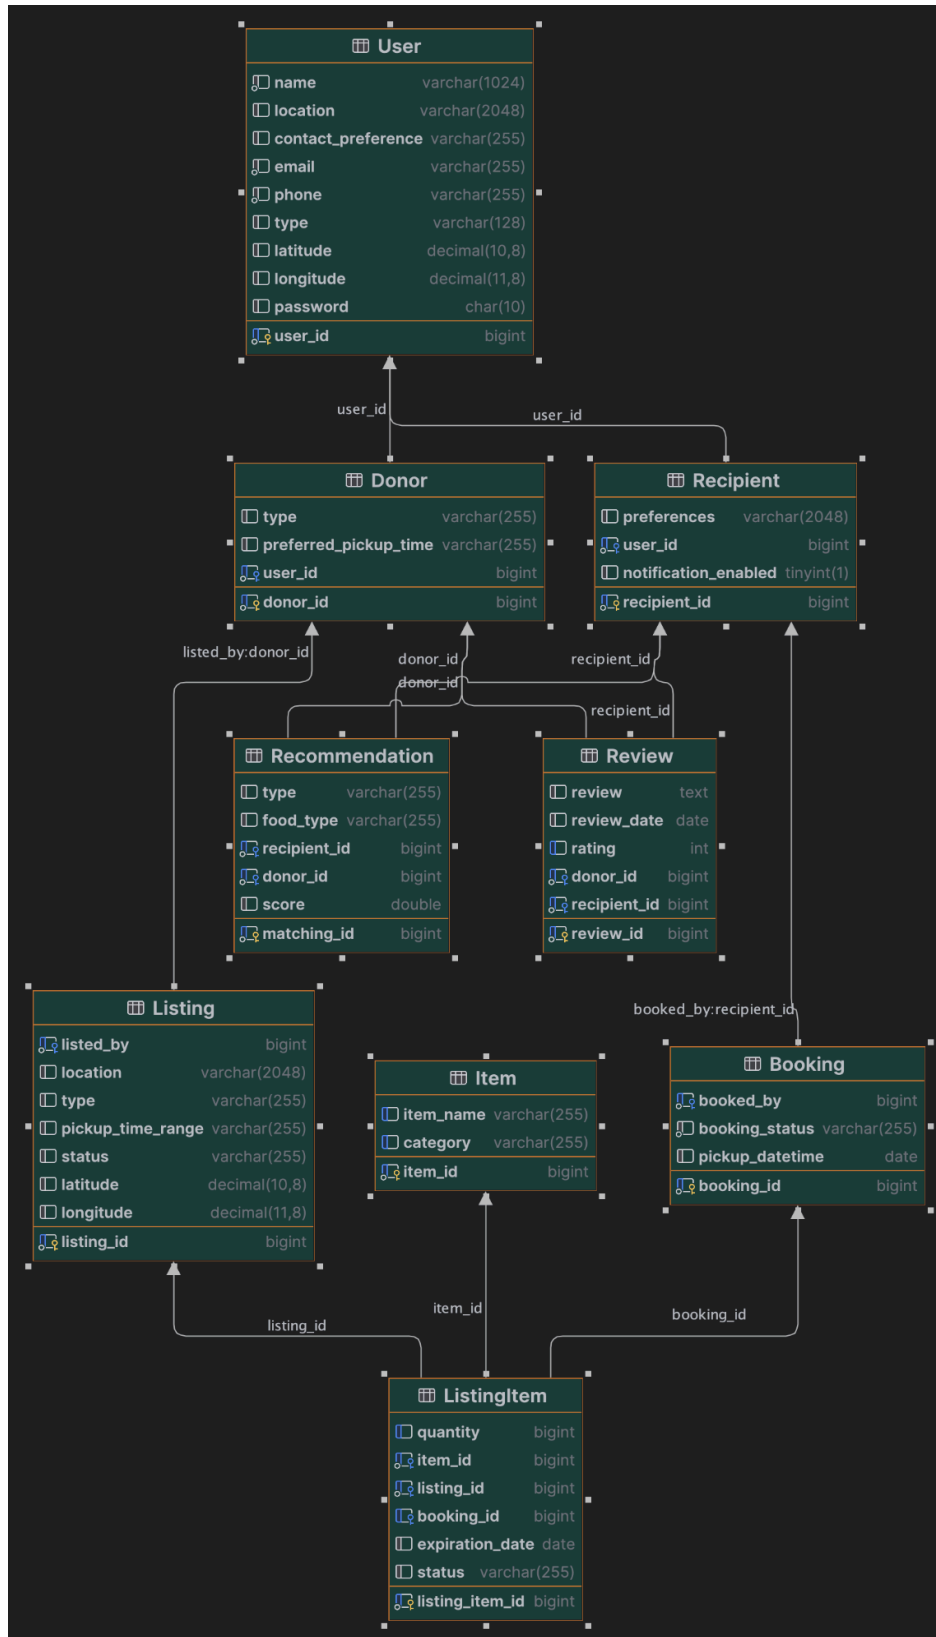 User
name varchar(1024)
location varchar(2048)
contact_preference varchar(255)
email varchar(255)
phone varchar(255)
type varchar(128)
latitude decimal(10,8)
longitude decimal(11,8)
password char(10)
user_id bigint
user_id
user_id
Donor
type varchar(255)
preferred_pickup_time varchar(255)
user_id bigint
donor_id bigint
Recipient
preferences varchar(2048)
user_id bigint
notification_enabled tinyint(1)
recipient_id bigint
listed_by:donor_id
donor_id
recipient_id
donor_id
recipient_id
Recommendation
type varchar(255)
food_type varchar(255)
recipient_id bigint
donor_id bigint
score double
matching_id bigint
Review
review text
review_date date
rating int
donor_id bigint
recipient_id bigint
review_id bigint
Listing
listed_by bigint
location varchar(2048)
type varchar(255)
pickup_time_range varchar(255)
status varchar(255)
latitude decimal(10,8)
longitude decimal(11,8)
listing_id bigint
booked_by:recipient_id
Item
item_name varchar(255)
category varchar(255)
item_id bigint
Booking
booked_by bigint
booking_status varchar(255)
pickup_datetime date
booking_id bigint
listing_id
item_id
booking_id
ListingItem
quantity bigint
item_id bigint
listing_id bigint
booking_id bigint
expiration_date date
status varchar(255)
listing_item_id bigint